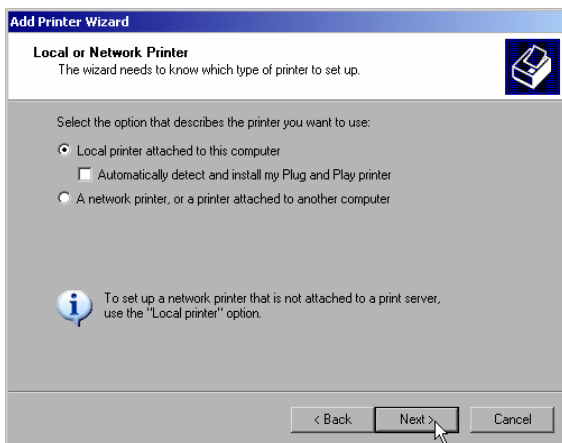 Add Printer Wizard
Local or Network Printer
The wizard needs to know which type of printer to set up.
Select the option that describes the printer you want to use:
Local printer attached to this computer
Automatically detect and install my Plug and Play printer
A network printer, or a printer attached to another computer
To set up a network printer that is not attached to a print server,
use the "Local printer" option.
< Back
Next >
Cancel